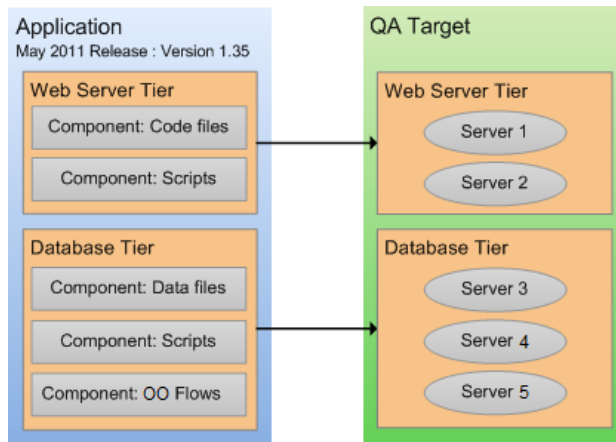 Application
May 2011 Release : Version 1.35
Web Server Tier
Component: Code files
Component: Scripts
Database Tier
Component: Data files
Component: Scripts
Component: OO Flows
QA Target
Web Server Tier
Server 1
Server 2
Database Tier
Server 3
Server 4
Server 5